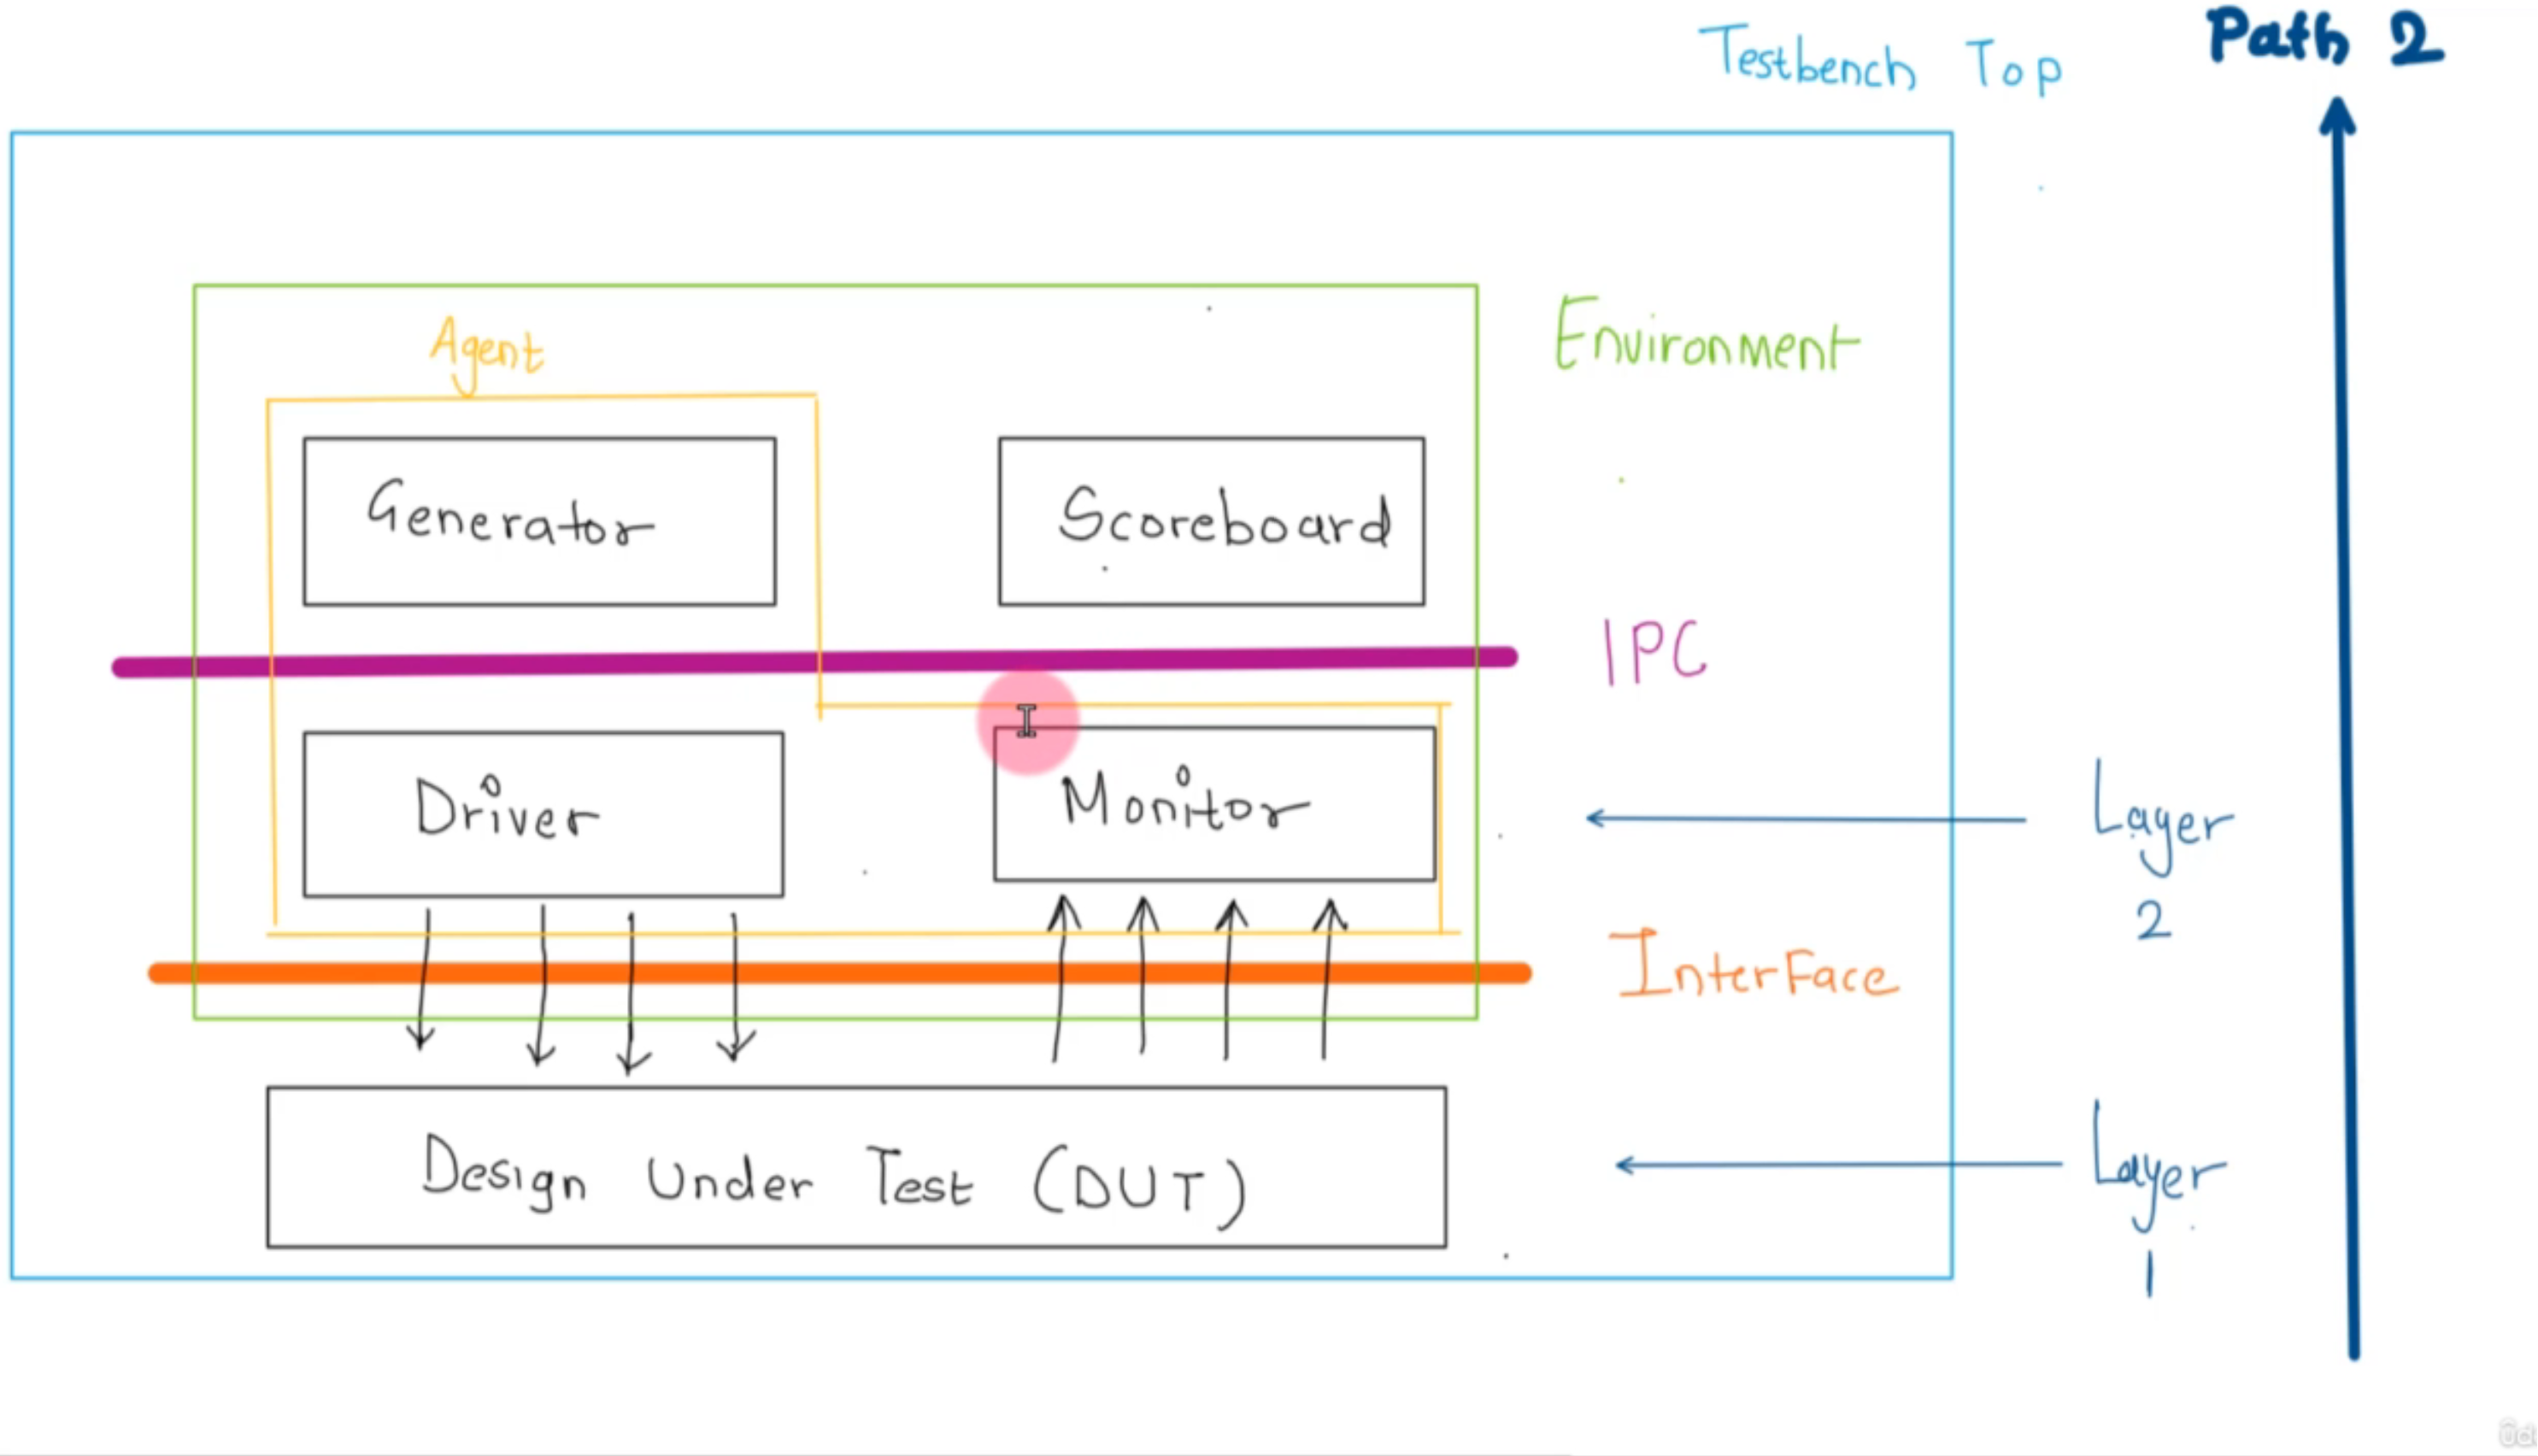 Path 2
Testbench Top
Environment
Agent
Generator
Scoreboard
IPC
Driver
Monitor
Layer
2
Interface
Design Under Test (DUT)
Layer
1